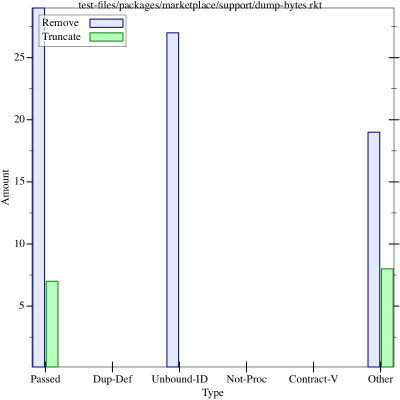 test-files/packages/marketplace/support/dump-bytes.rkt
Remove
Truncate
25
20
15
10
5
Amount
Passed Dup-Def Unbound-ID Not-Proc Contract-V Other
Type